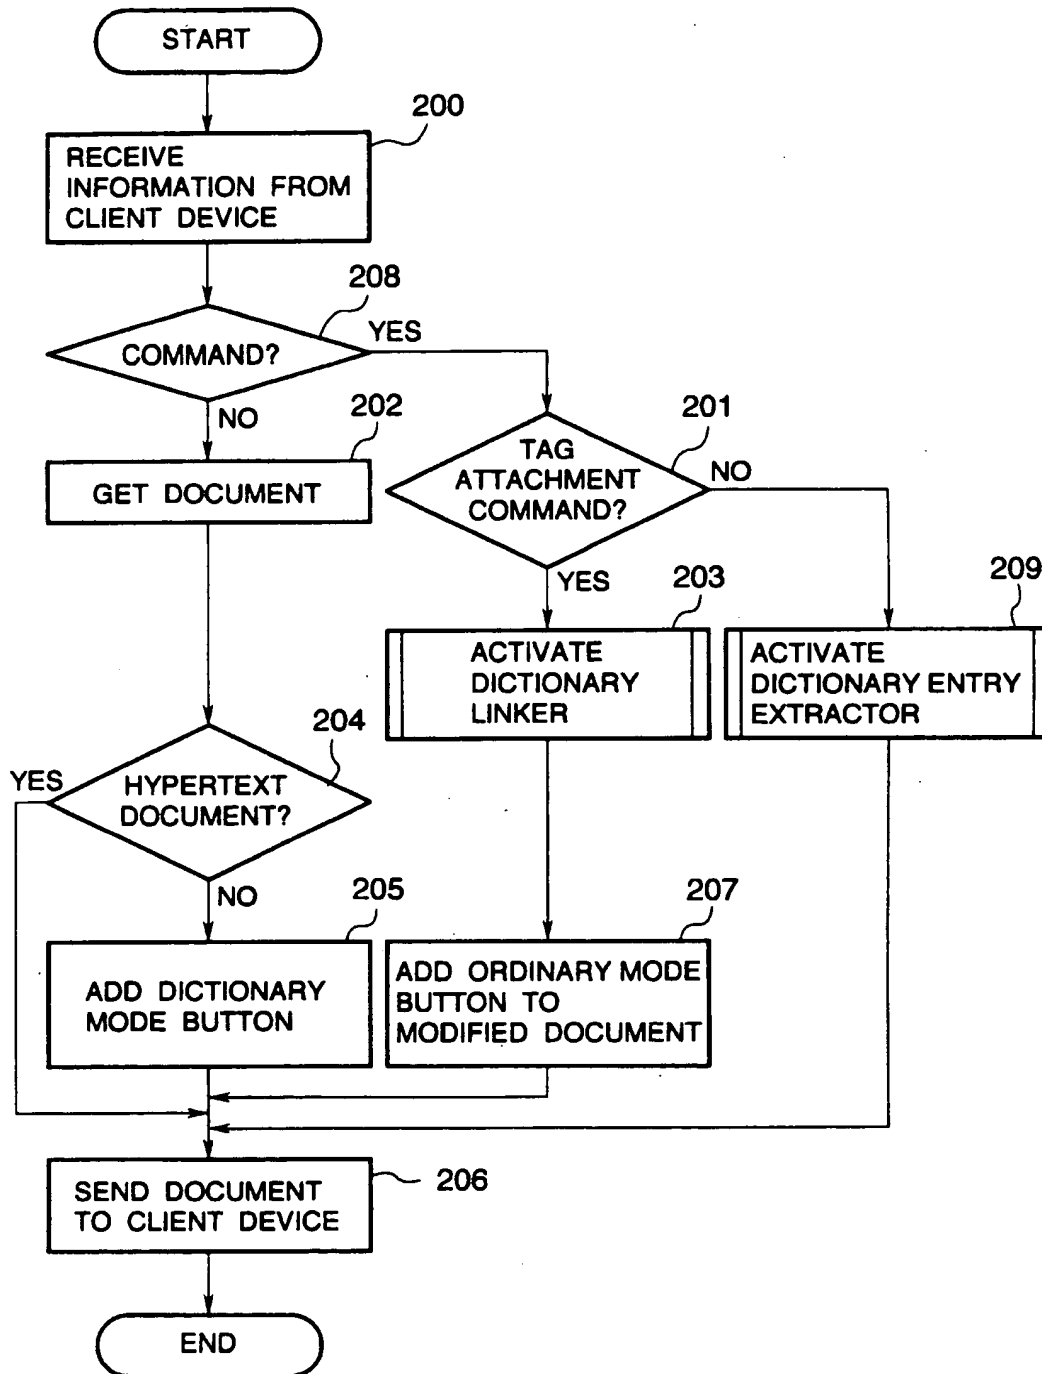 START
200
RECEIVE
INFORMATION FROM
CLIENT DEVICE
208
COMMAND?
YES
NO
202
GET DOCUMENT
201
TAG
ATTACHMENT
COMMAND?
NO
YES
203
ACTIVATE
DICTIONARY
LINKER
209
ACTIVATE
DICTIONARY ENTRY
EXTRACTOR
204
YES
HYPERTEXT
DOCUMENT?
NO
205
ADD DICTIONARY
MODE BUTTON
207
ADD ORDINARY MODE
BUTTON TO
MODIFIED DOCUMENT
206
SEND DOCUMENT
TO CLIENT DEVICE
END